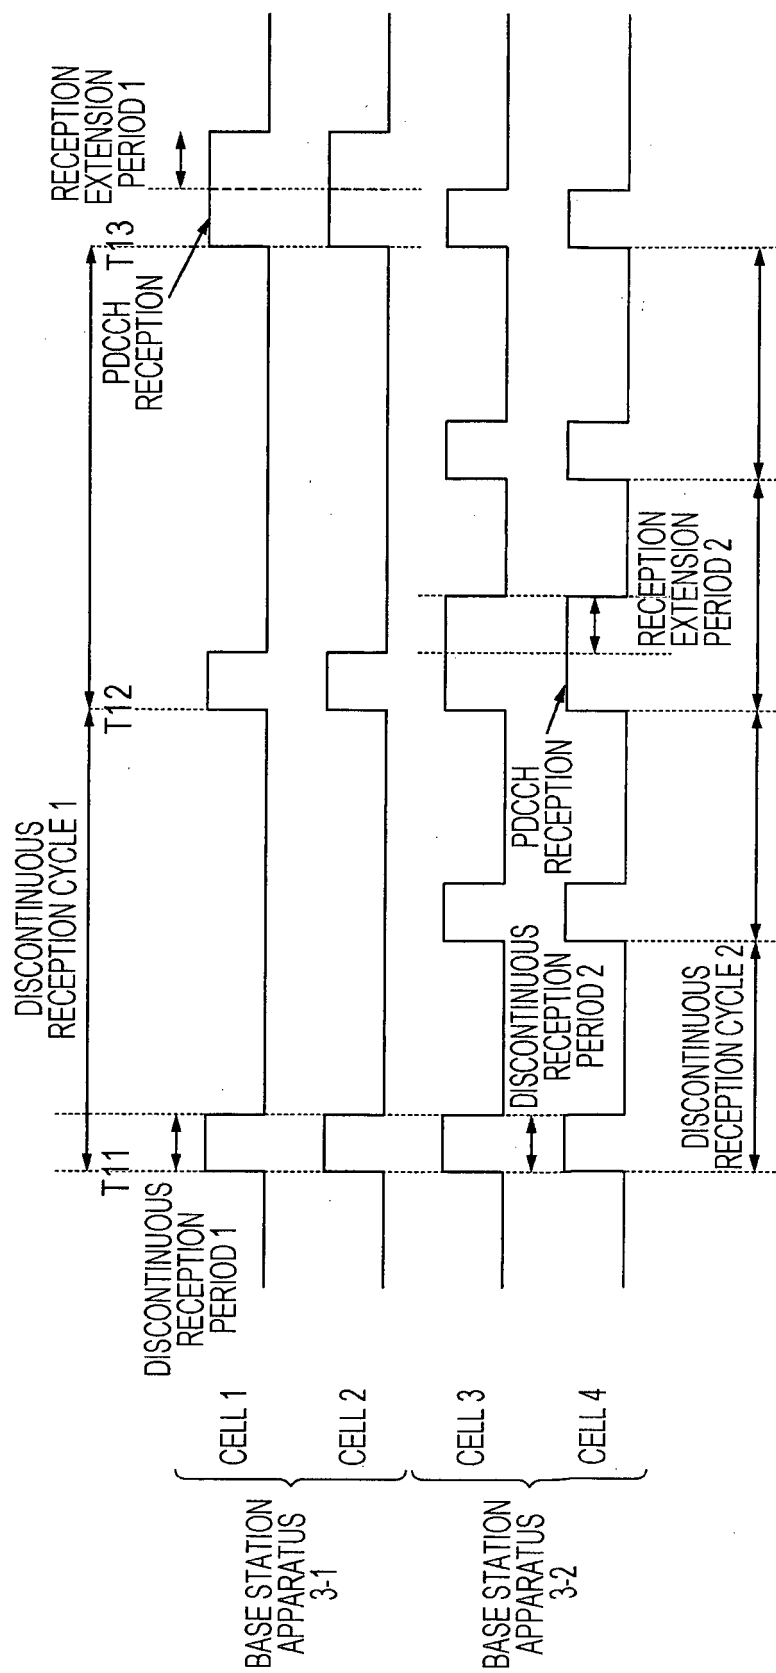 DISCONTINUOUS
RECEPTION CYCLE 1
RECEPTION
EXTENSION
PERIOD 1
T11
T12
T13
DISCONTINUOUS
RECEPTION
PERIOD 1
PDCCH
RECEPTION
BASE STATION
APPARATUS
3-1
CELL 1
CELL 2
BASE STATION
APPARATUS
3-2
CELL 3
CELL 4
DISCONTINUOUS
RECEPTION
PERIOD 2
PDCCH
RECEPTION
RECEPTION
EXTENSION
PERIOD 2
DISCONTINUOUS
RECEPTION CYCLE 2